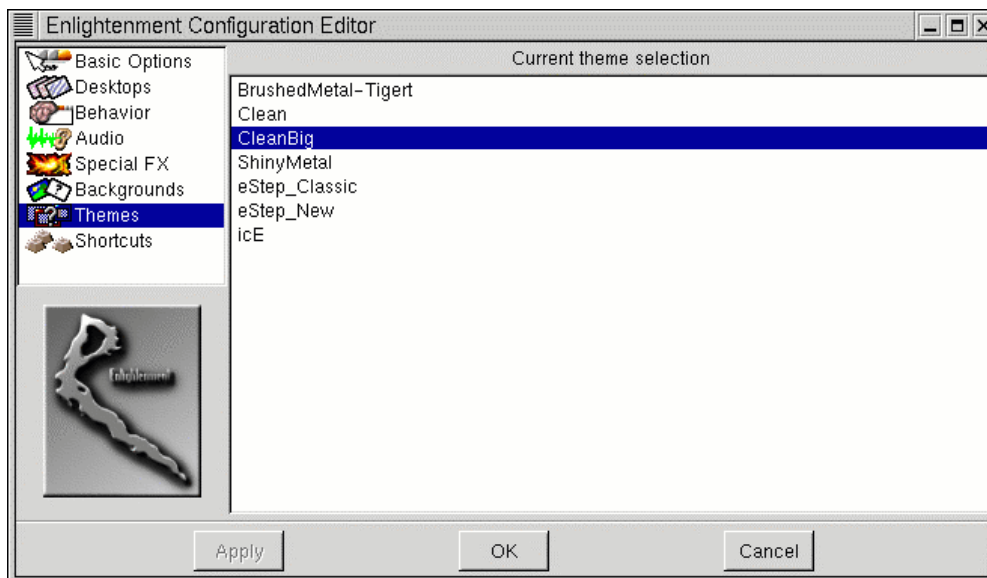 Enlightenment Configuration Editor
Basic Options
Desktops
Behavior
Audio
Special FX
Backgrounds
Themes
Shortcuts
Enlightenment
Current theme selection
BrushedMetal-Tigert
Clean
CleanBig
ShinyMetal
eStep_Classic
eStep_New
icE
Apply
OK
Cancel